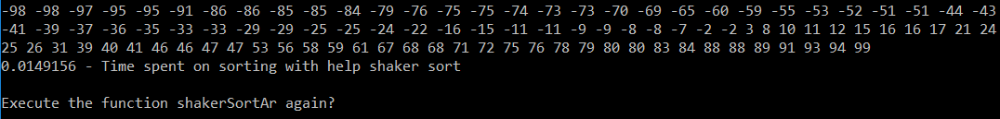 -98 -98 -97 -95 -95 -91 -86 -86 -85 -85 -84 -79 -76 -75 -75 -74 -73 -73 -70 -69 -65 -60 -59 -55 -53 -52 -51 -51 -44 -43
-41 -39 -37 -36 -35 -33 -33 -29 -29 -25 -25 -24 -22 -16 -15 -11 -11 -9 -9 -8 -8 -7 -2 -2 3 8 10 11 12 15 16 16 17 21 24
25 26 31 39 40 41 46 46 47 47 53 56 58 59 61 67 68 68 71 72 75 76 78 79 80 80 83 84 88 88 89 91 93 94 99
0.0149156 - Time spent on sorting with help shaker sort
Execute the function shakerSortAr again?